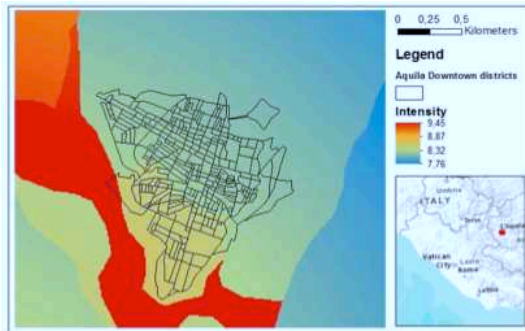 0 0,25 0,5
Kilometers
Legend
Aquila Downtown districts
Intensity
9,45
8,87
8,32
7,76
ITALY
Vatican
City
Rome